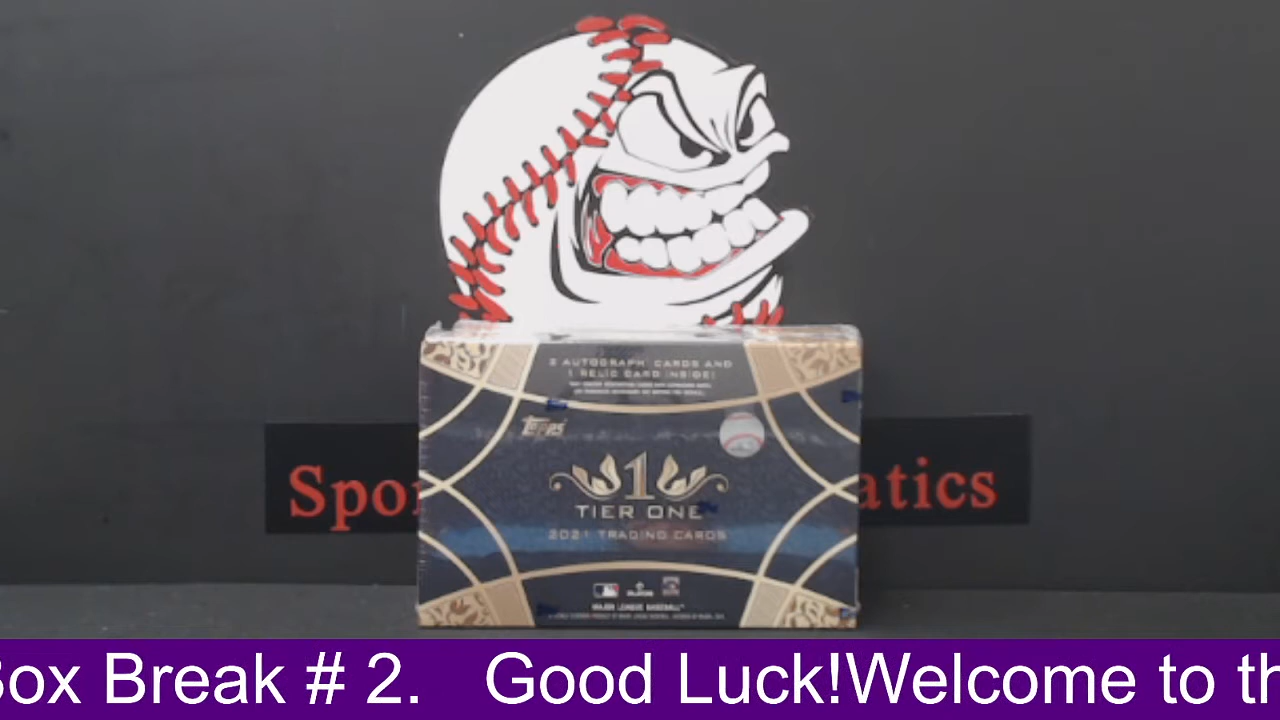 2 AUTOGRAPH CARDS AND
1 RELIC CARD INSIDE!
Topps
1
TIER ONE
2021 TRADING CARDS
Spor
atics
MAJOR LEAGUE BASEBALL
Box Break # 2. Good Luck!Welcome to th